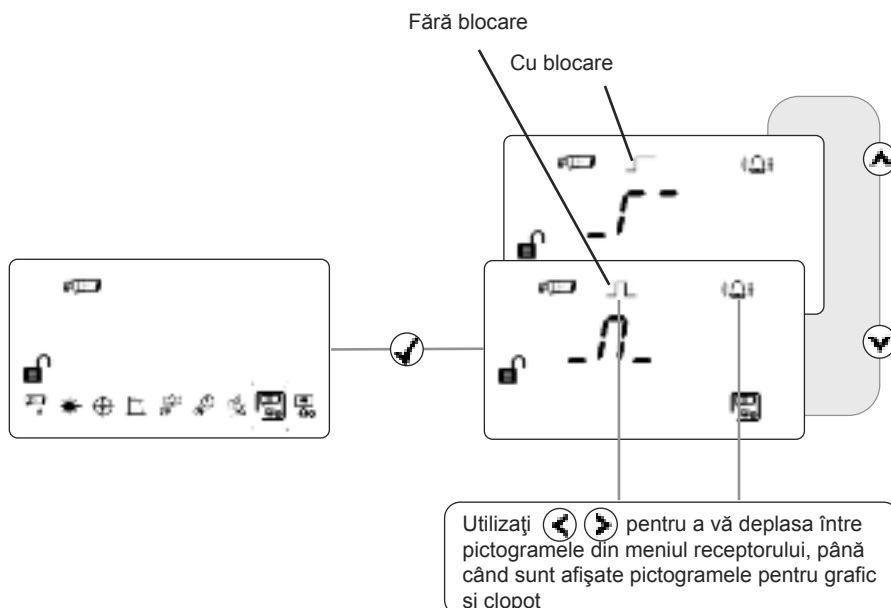 Fără blocare
Cu blocare
Utilizaţi pentru a vă deplasa între
pictogramele din meniul receptorului, până
când sunt afişate pictogramele pentru grafic
şi clopot